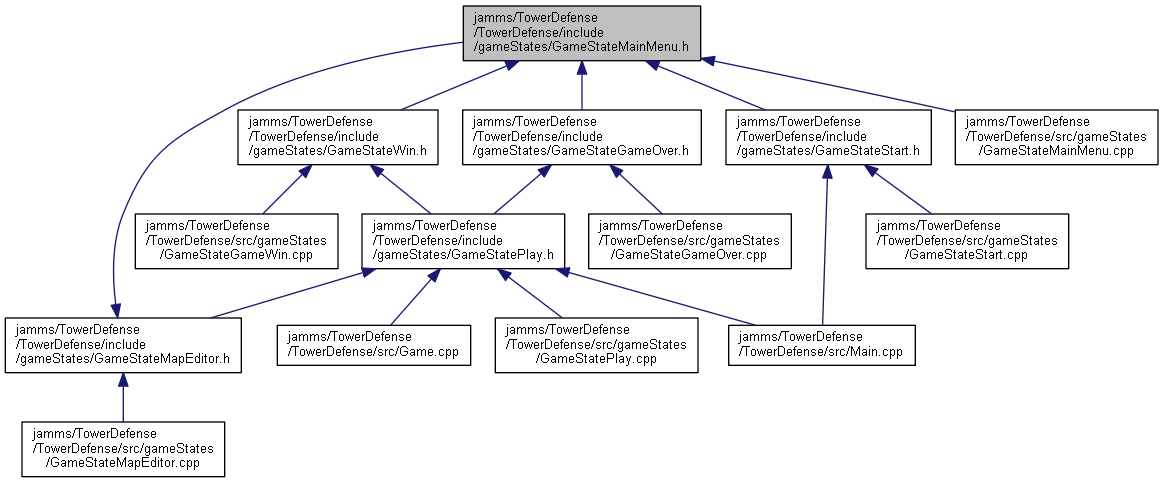 jamms/TowerDefense
/TowerDefense/include
/gameStates/GameStateMainMenu.h
jamms/TowerDefense
/TowerDefense/include
/gameStates/GameStateWin.h
jamms/TowerDefense
/TowerDefense/include
/gameStates/GameStateGameOver.h
jamms/TowerDefense
/TowerDefense/include
/gameStates/GameStateStart.h
jamms/TowerDefense
/TowerDefense/src/gameStates
/GameStateMainMenu.cpp
jamms/TowerDefense
/TowerDefense/src/gameStates
/GameStateGameWin.cpp
jamms/TowerDefense
/TowerDefense/include
/gameStates/GameStatePlay.h
jamms/TowerDefense
/TowerDefense/src/gameStates
/GameStateGameOver.cpp
jamms/TowerDefense
/TowerDefense/src/gameStates
/GameStateStart.cpp
jamms/TowerDefense
/TowerDefense/include
/gameStates/GameStateMapEditor.h
jamms/TowerDefense
/TowerDefense/src/Game.cpp
jamms/TowerDefense
/TowerDefense/src/gameStates
/GameStatePlay.cpp
jamms/TowerDefense
/TowerDefense/src/Main.cpp
jamms/TowerDefense
/TowerDefense/src/gameStates
/GameStateMapEditor.cpp